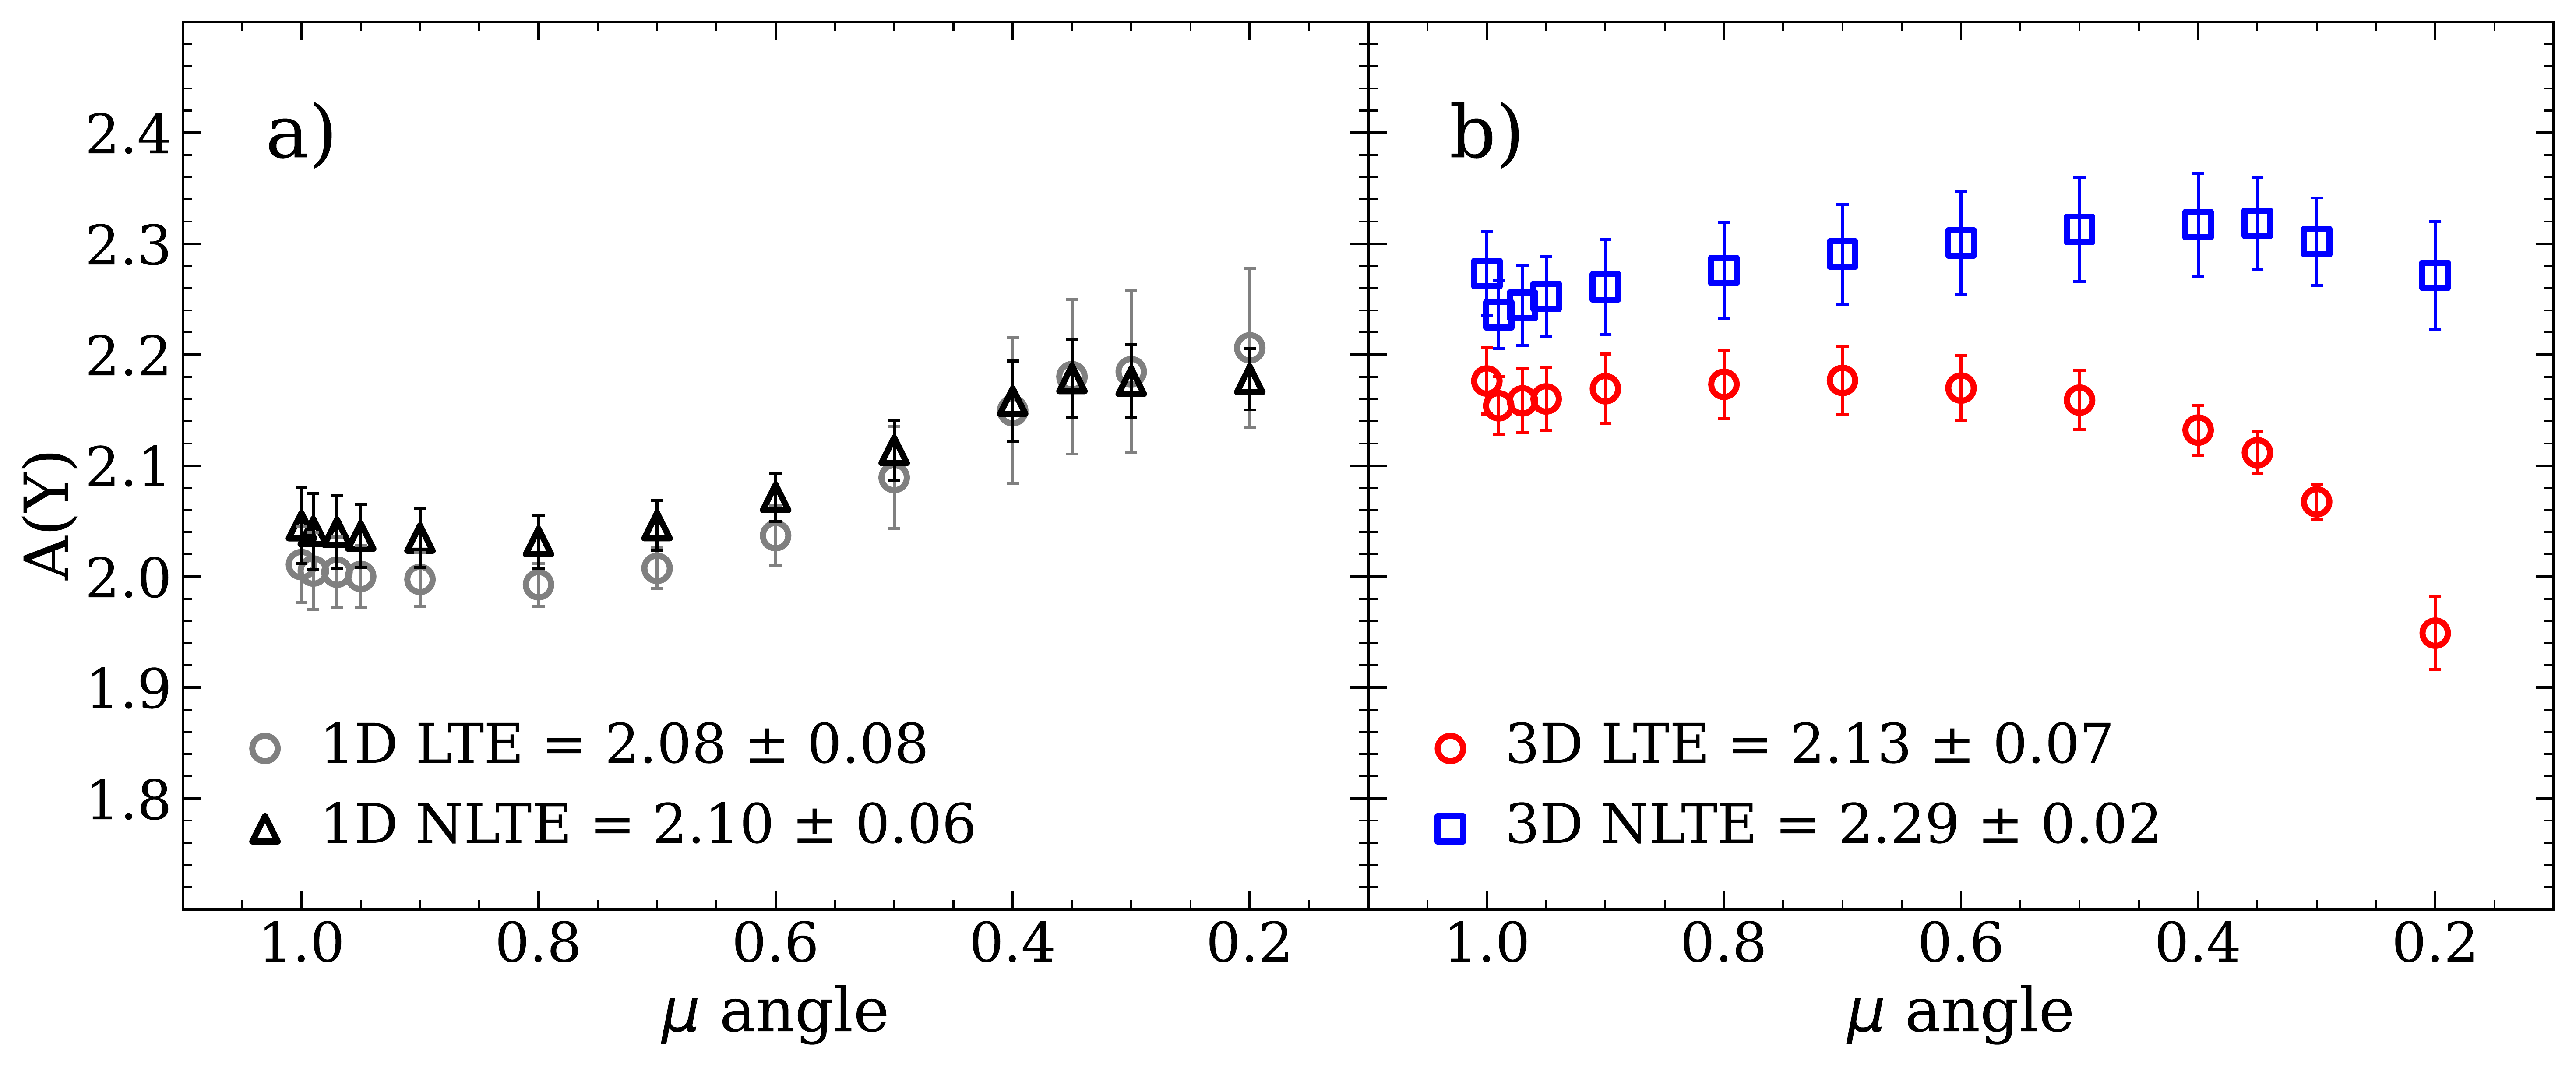 a)
b)
2.4
2.3
2.2
2.1
2.0
1.9
1.8
A(Y)
1D LTE = 2.08 ± 0.08
1D NLTE = 2.10 ± 0.06
3D LTE = 2.13 ± 0.07
3D NLTE = 2.29 ± 0.02
1.0 0.8 0.6 0.4 0.2
1.0 0.8 0.6 0.4 0.2
μ angle
μ angle